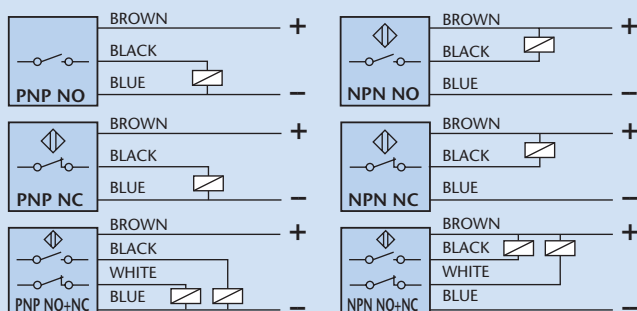 BROWN
+
BLACK
BLUE
−
PNP NO
BROWN
+
BLACK
BLUE
−
NPN NO
BROWN
+
BLACK
BLUE
−
PNP NC
BROWN
+
BLACK
BLUE
−
NPN NC
BROWN
+
BLACK
WHITE
BLUE
−
PNP NO+NC
BROWN
+
BLACK
WHITE
BLUE
−
NPN NO+NC